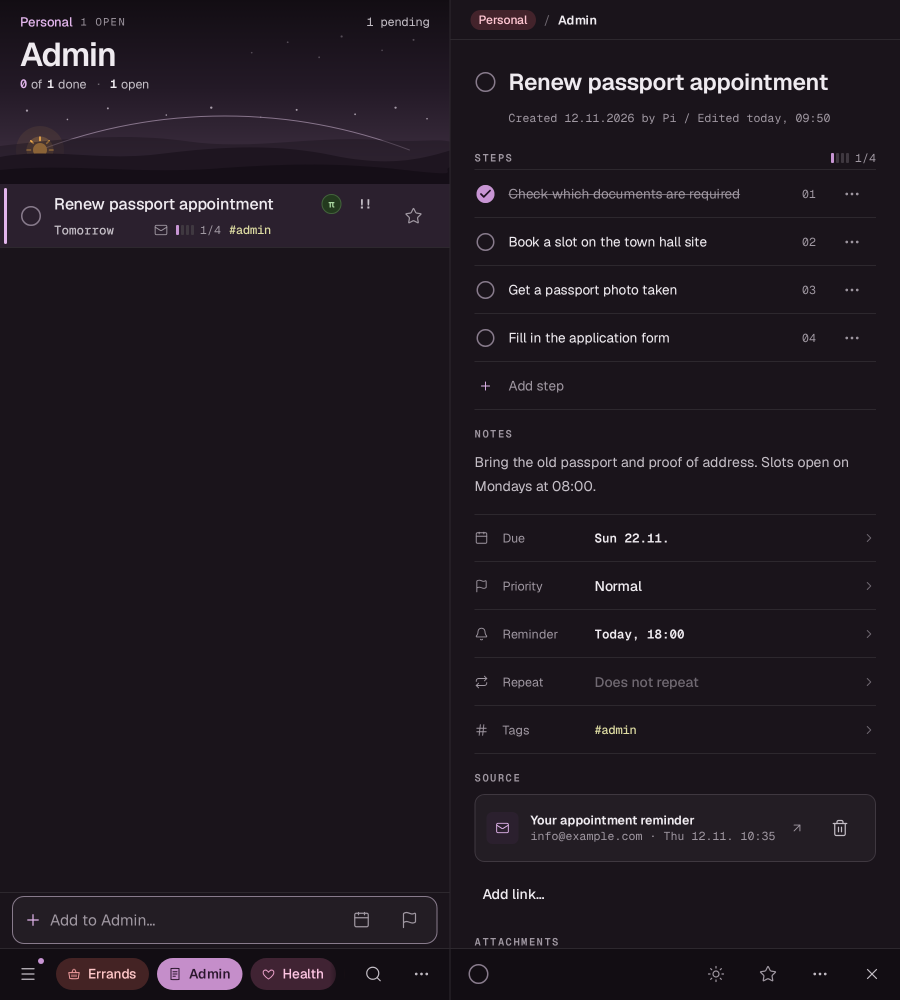 Personal 1 OPEN
1 pending
Admin
0 of 1 done · 1 open
Renew passport appointment π !!
Tomorrow 1/4 #admin
+ Add to Admin...
Errands Admin Health
Personal / Admin
Renew passport appointment
Created 12.11.2026 by Pi / Edited today, 09:50
STEPS 1/4
Check which documents are required 01
Book a slot on the town hall site 02
Get a passport photo taken 03
Fill in the application form 04
+ Add step
NOTES
Bring the old passport and proof of address. Slots open on
Mondays at 08:00.
Due Sun 22.11.
Priority Normal
Reminder Today, 18:00
Repeat Does not repeat
Tags #admin
SOURCE
Your appointment reminder
info@example.com · Thu 12.11. 10:35
Add link...
ATTACHMENTS